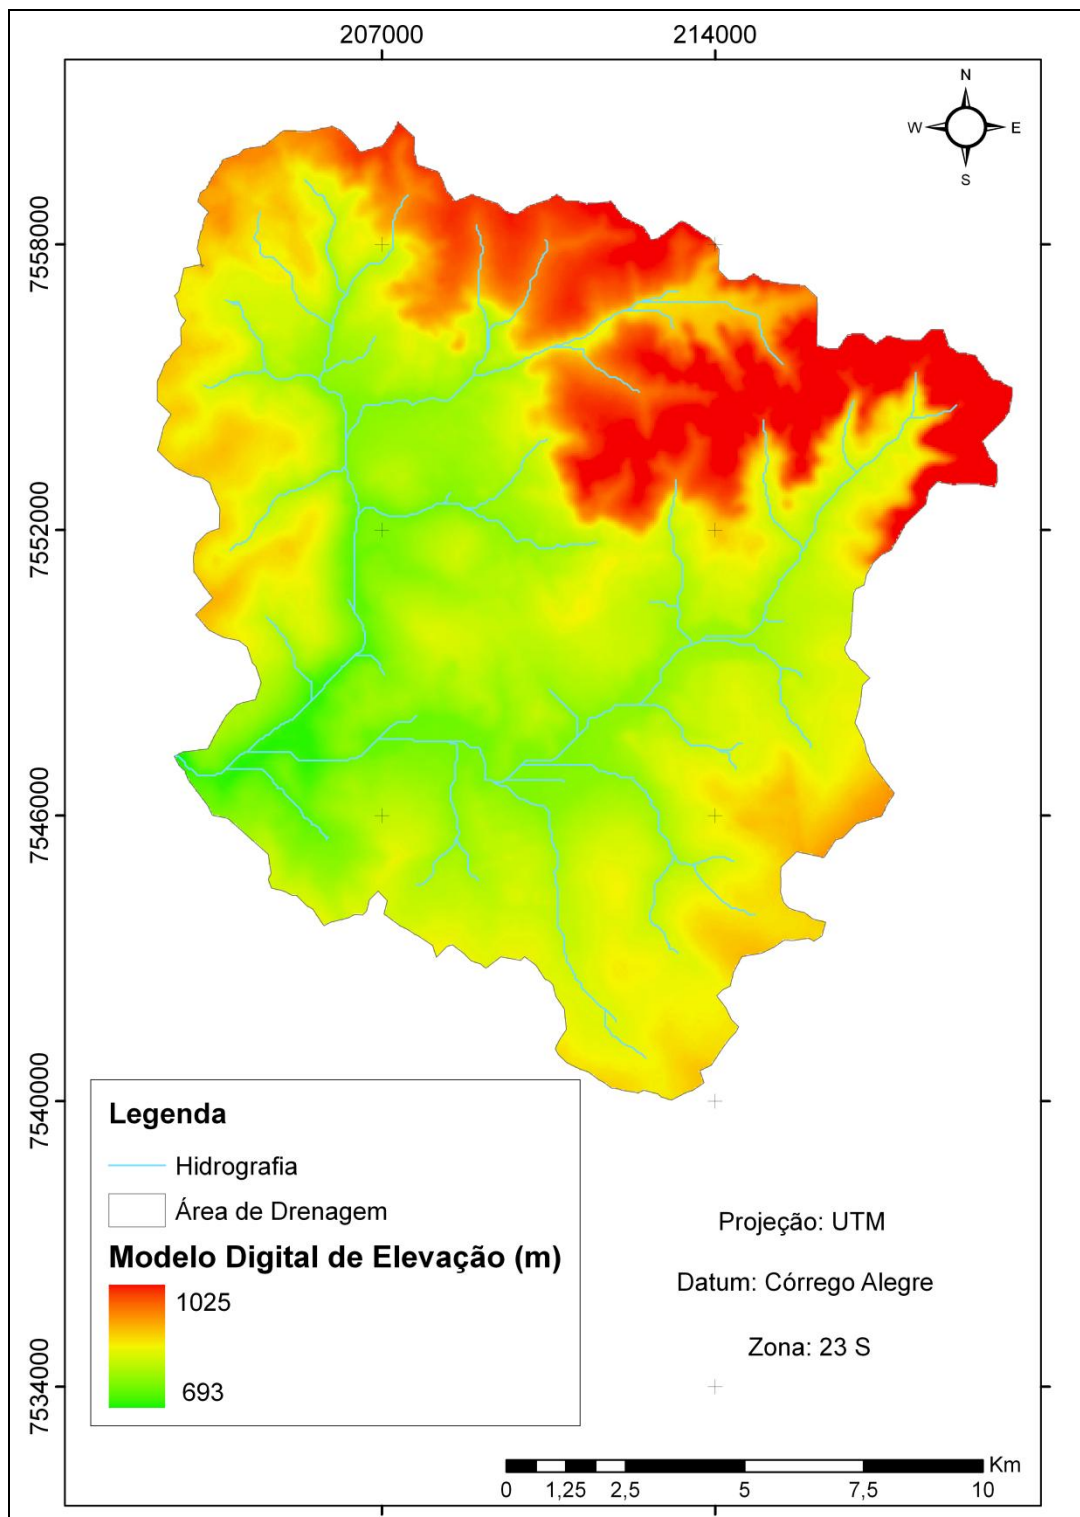 207000
214000
N
W
E
S
7558000
7552000
7546000
7540000
7534000
Legenda
Hidrografia
Área de Drenagem
Modelo Digital de Elevação (m)
1025
693
Projeção: UTM
Datum: Córrego Alegre
Zona: 23 S
Km
0 1,25 2,5 5 7,5 10